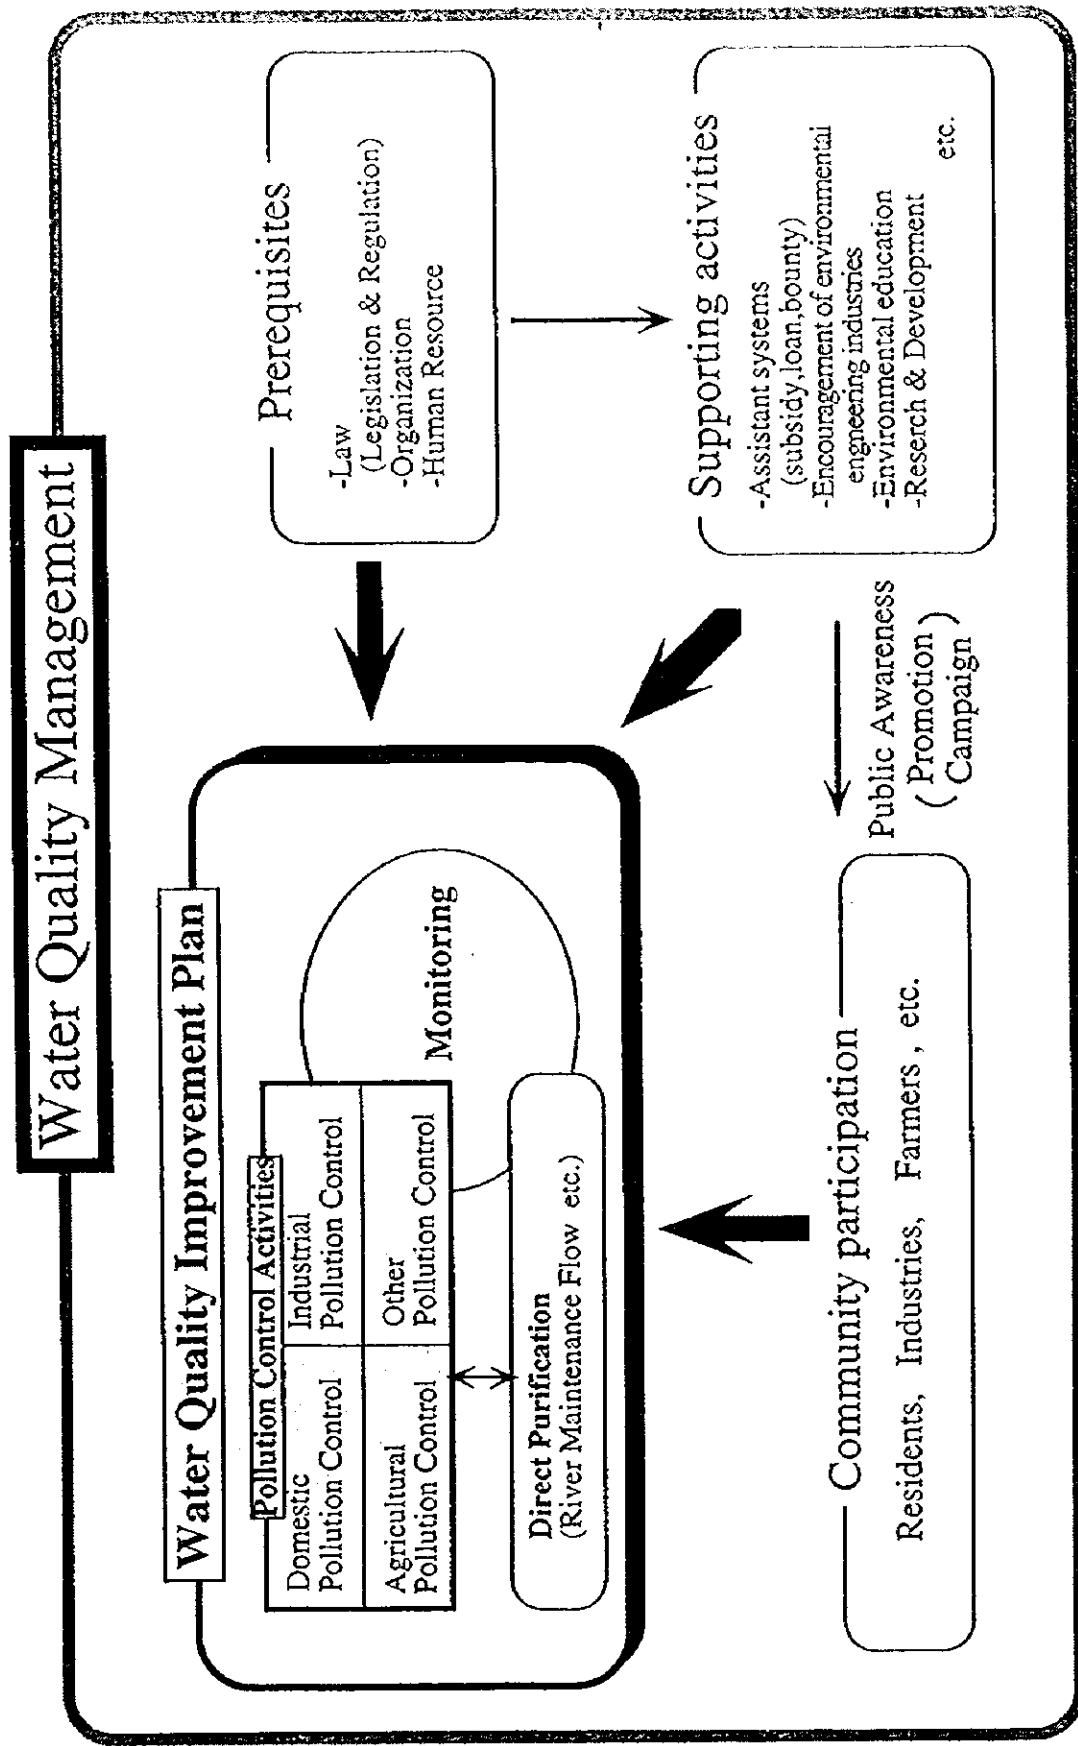 Water Quality Management
Water Quality Improvement Plan
Pollution Control Activities
Domestic
Pollution Control
Industrial
Pollution Control
Agricultural
Pollution Control
Other
Pollution Control
Monitoring
Direct Purification
(River Maintenance Flow etc.)
Prerequisites
-Law
(Legislation & Regulation)
-Organization
-Human Resource
Supporting activities
-Assistant systems
(subsidy,loan,bounty)
-Encouragement of environmental
engneering industries
-Environmental education
-Reserch & Development
etc.
Public Awareness
(Promotion)
Campaign
Community participation
Residents, Industries, Farmers, etc.